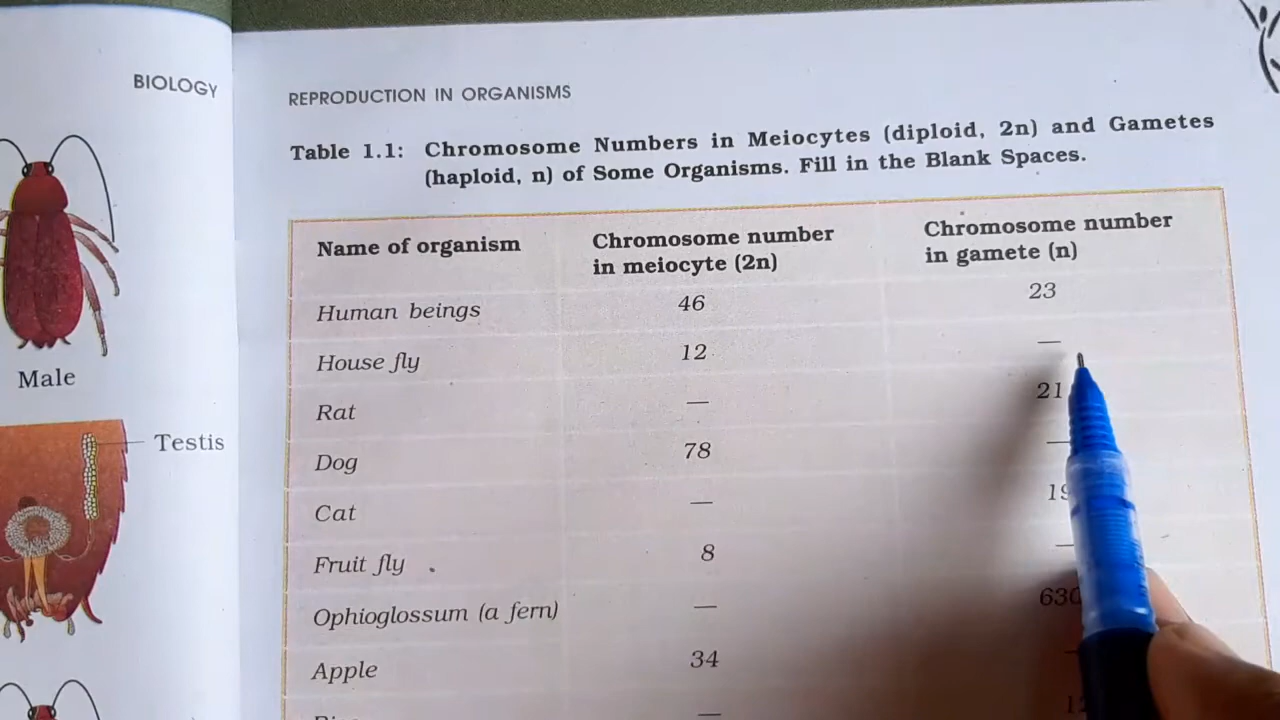 BIOLOGY
Male
Testis
REPRODUCTION IN ORGANISMS
Table 1.1: Chromosome Numbers in Meiocytes (diploid, 2n) and Gametes
(haploid, n) of Some Organisms. Fill in the Blank Spaces.
Name of organism Chromosome number in meiocyte (2n) Chromosome number in gamete (n)
Human beings 46 23
House fly 12 —
Rat — 21
Dog 78 —
Cat — 19
Fruit fly 8 —
Ophioglossum (a fern) — 630
Apple 34 —
—